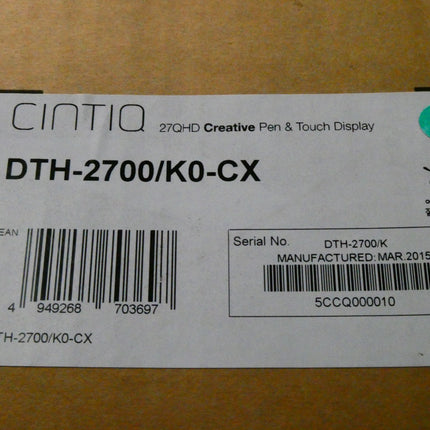 CINTIQ 27QHD Creative Pen & Touch Display
DTH-2700/K0-CX
EAN
4 949268 703697
TH-2700/K0-CX
Serial No. DTH-2700/K
MANUFACTURED: MAR.2015
5CCQ000010